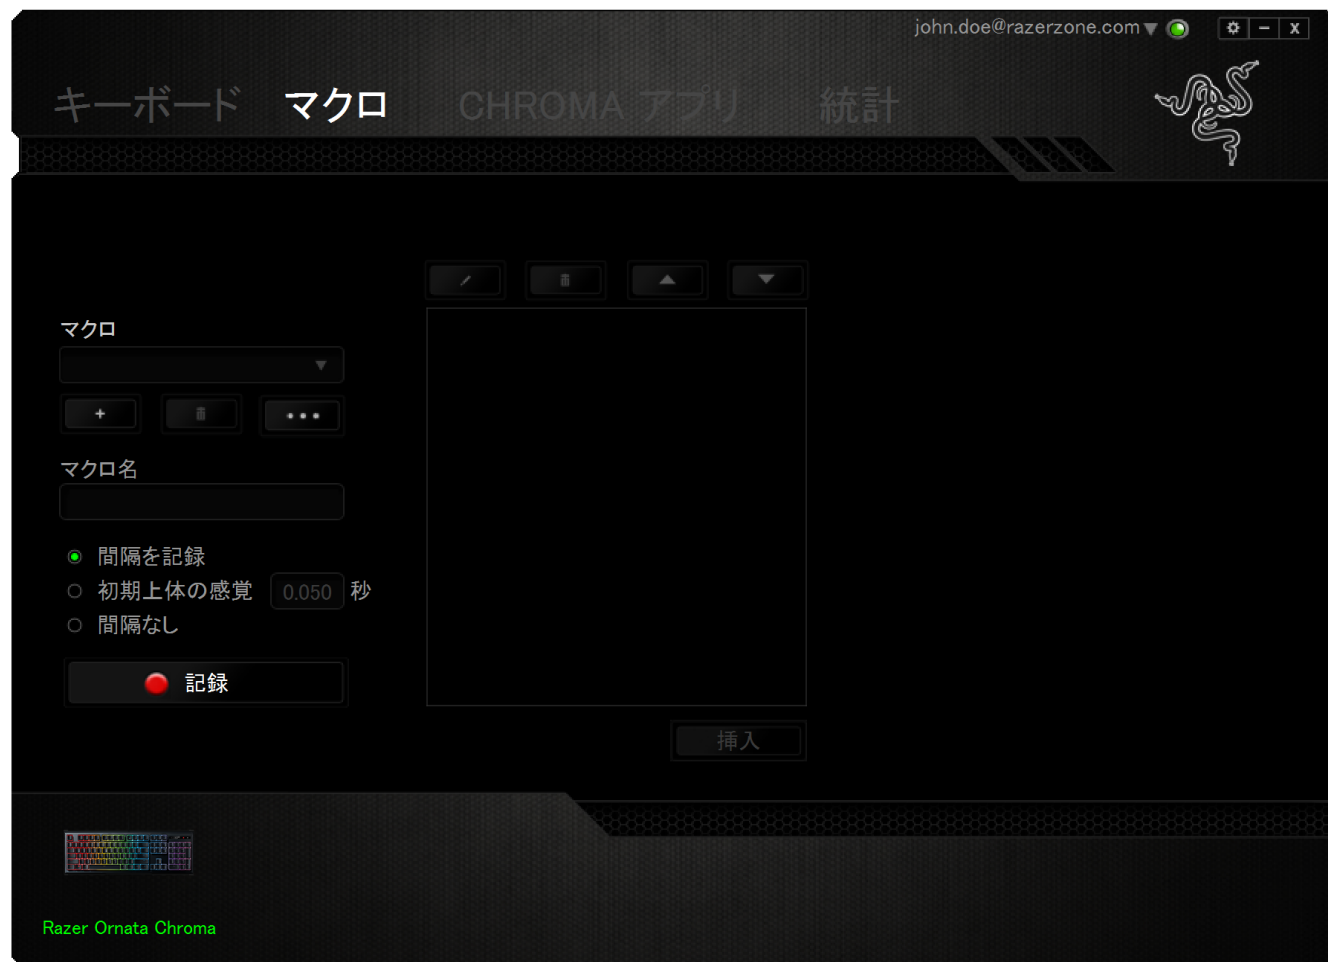 john.doe@razerzone.com
キーボード マクロ CHROMA アプリ 統計
マクロ
マクロ名
間隔を記録
初期上体の感覚 0.050 秒
間隔なし
記録
挿入
Razer Ornata Chroma